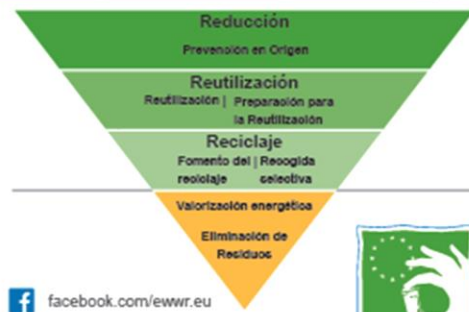 Reducción
Prevención en Origen
Reutilización
Reutilización | Preparación para
la Reutilización
Reciclaje
Fomento del | Recogida
reciclaje selectiva
Valorización energética
Eliminación de
Residuos
facebook.com/ewwr.eu